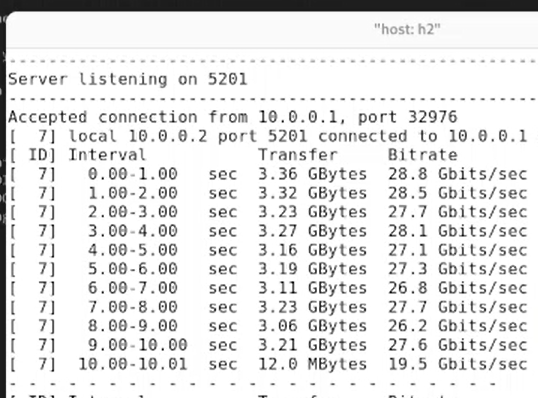 "host: h2"
- - - - - - - - - - - - - - - - - - - - - - - - - - - - - - - - - - - - - - - - - - - - - - - - - - - - - - - - - - -
Server listening on 5201
- - - - - - - - - - - - - - - - - - - - - - - - - - - - - - - - - - - - - - - - - - - - - - - - - - - - - - - - - - -
Accepted connection from 10.0.0.1, port 32976
[  7] local 10.0.0.2 port 5201 connected to 10.0.0.1
[ ID] Interval           Transfer     Bitrate
[  7]   0.00-1.00   sec  3.36 GBytes  28.8 Gbits/sec
[  7]   1.00-2.00   sec  3.32 GBytes  28.5 Gbits/sec
[  7]   2.00-3.00   sec  3.23 GBytes  27.7 Gbits/sec
[  7]   3.00-4.00   sec  3.27 GBytes  28.1 Gbits/sec
[  7]   4.00-5.00   sec  3.16 GBytes  27.1 Gbits/sec
[  7]   5.00-6.00   sec  3.19 GBytes  27.3 Gbits/sec
[  7]   6.00-7.00   sec  3.11 GBytes  26.8 Gbits/sec
[  7]   7.00-8.00   sec  3.23 GBytes  27.7 Gbits/sec
[  7]   8.00-9.00   sec  3.06 GBytes  26.2 Gbits/sec
[  7]   9.00-10.00  sec  3.21 GBytes  27.6 Gbits/sec
[  7]  10.00-10.01  sec  12.0 MBytes  19.5 Gbits/sec
- - - - - - - - - - - - - - - - - - - - - - - - -